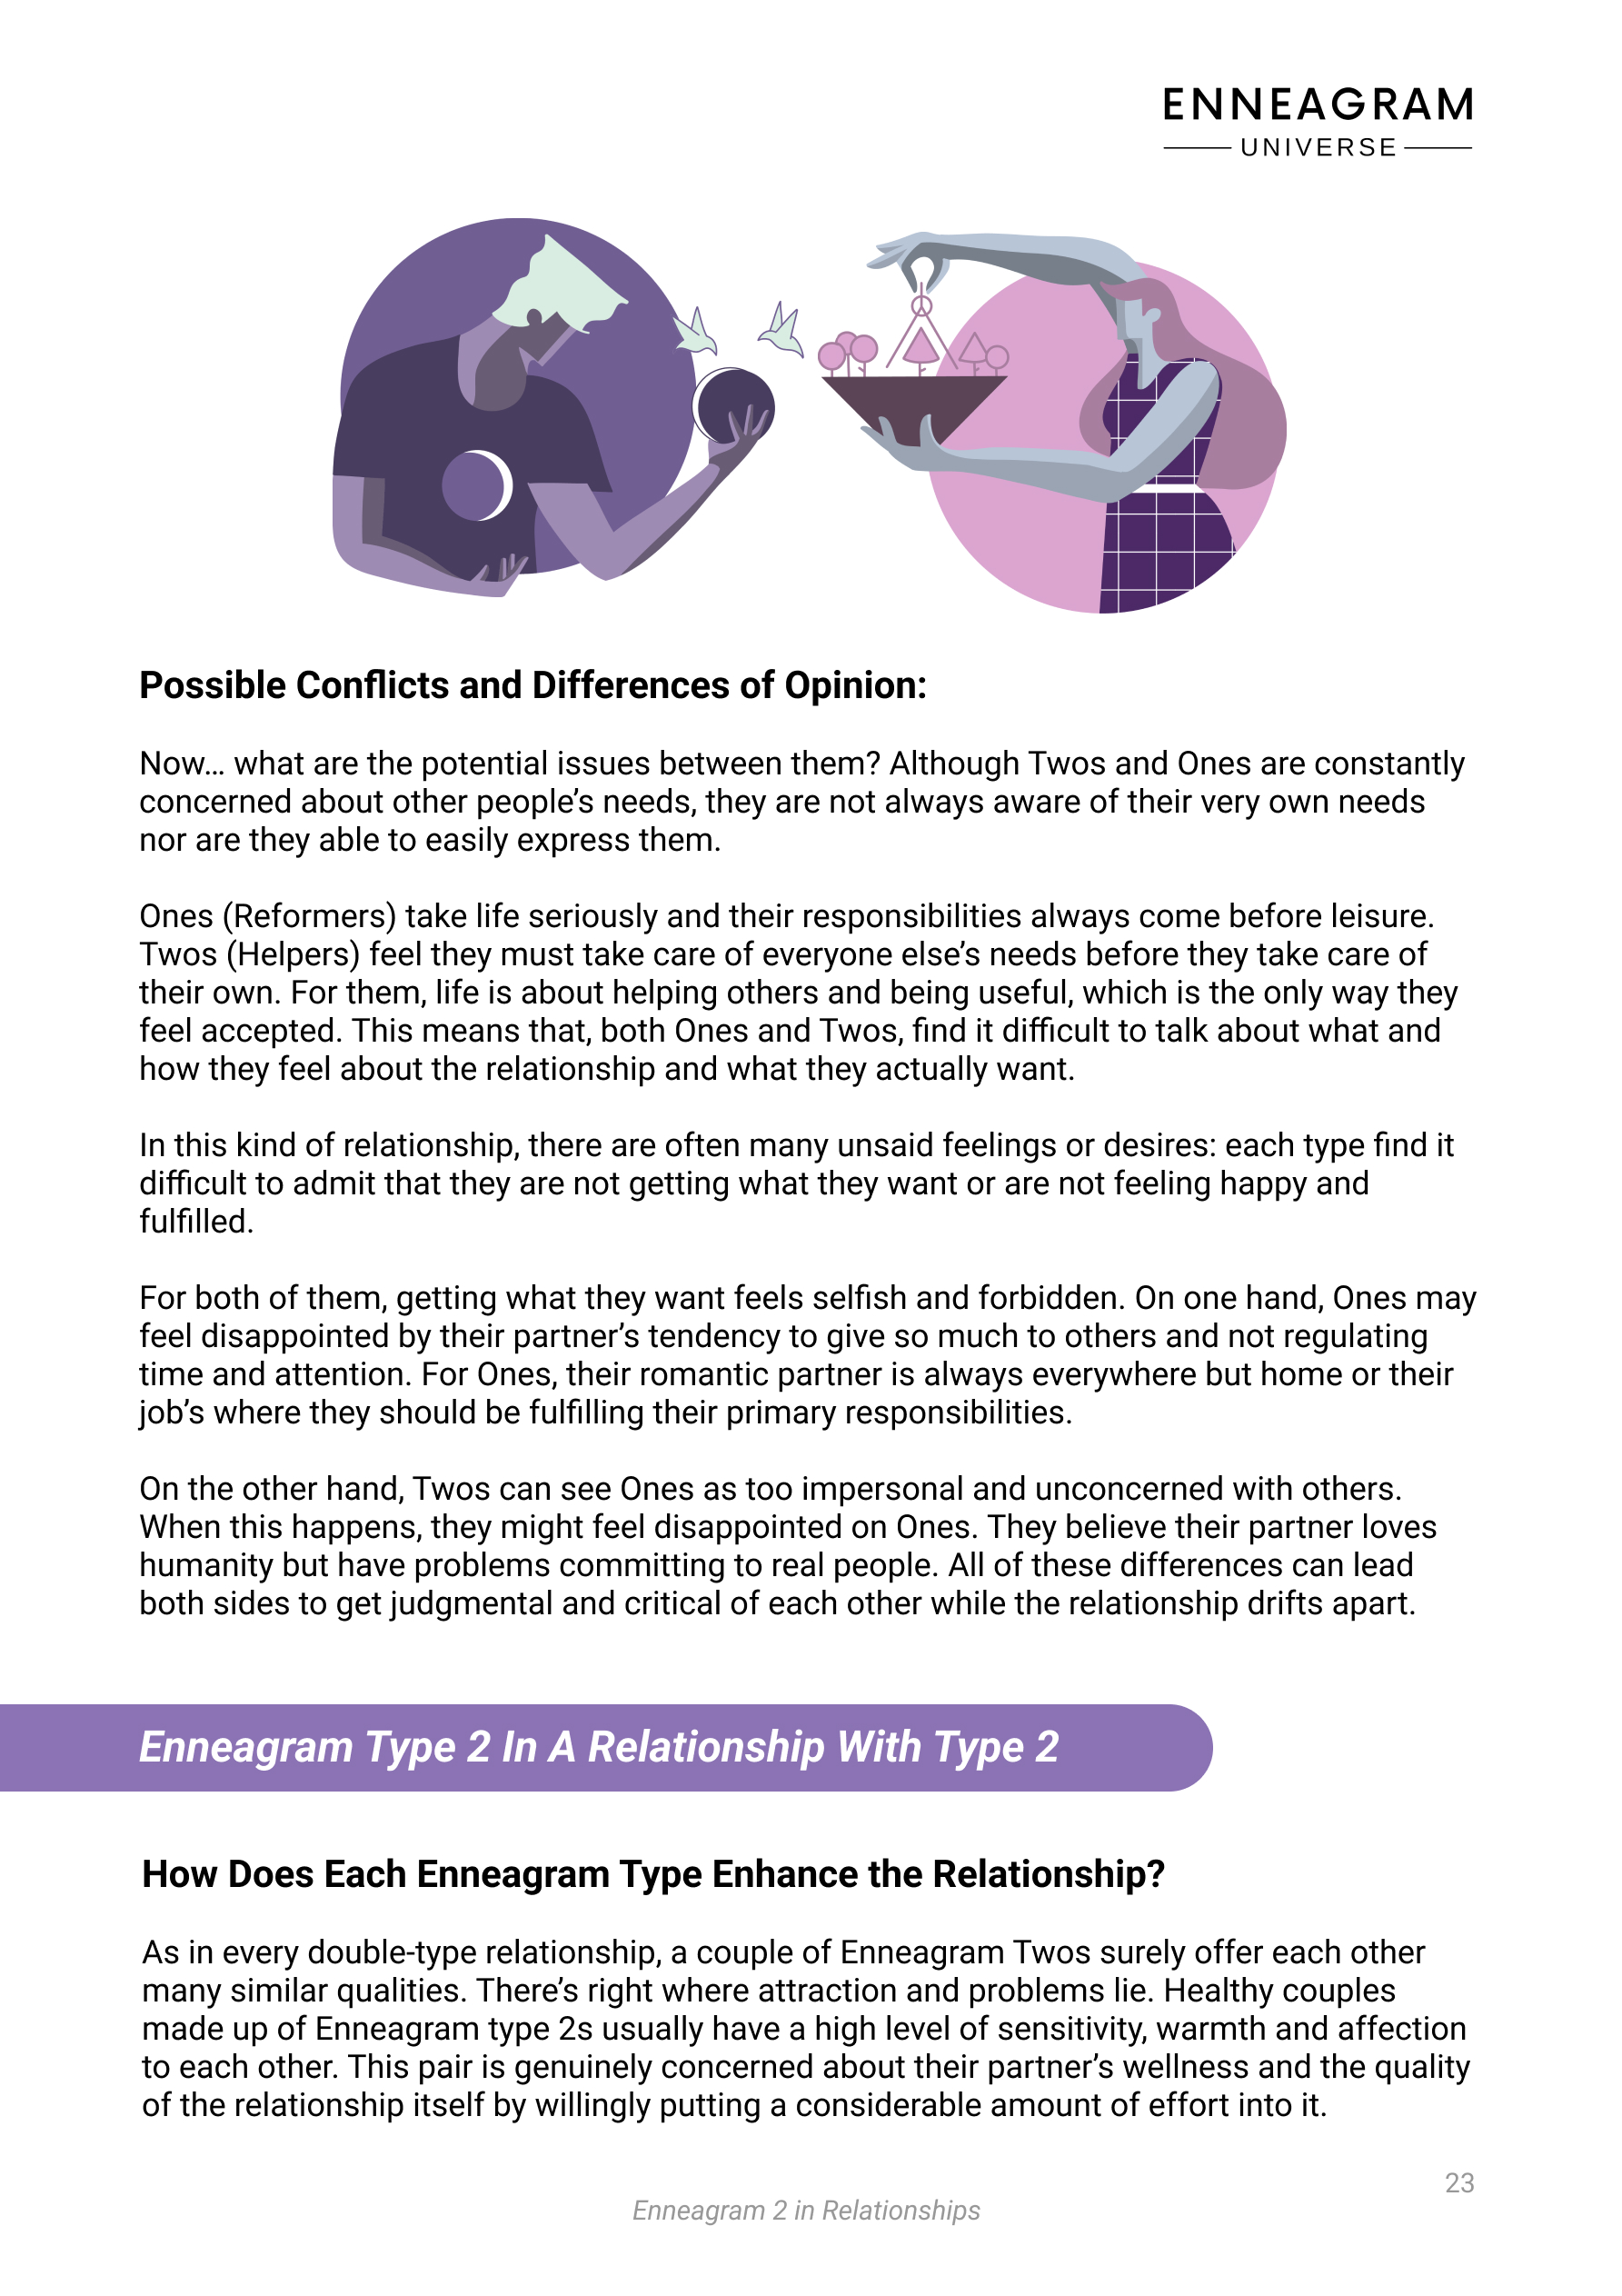 ENNEAGRAM
UNIVERSE
Possible Conflicts and Differences of Opinion:
Now… what are the potential issues between them? Although Twos and Ones are constantly
concerned about other people’s needs, they are not always aware of their very own needs
nor are they able to easily express them.
Ones (Reformers) take life seriously and their responsibilities always come before leisure.
Twos (Helpers) feel they must take care of everyone else’s needs before they take care of
their own. For them, life is about helping others and being useful, which is the only way they
feel accepted. This means that, both Ones and Twos, find it difficult to talk about what and
how they feel about the relationship and what they actually want.
In this kind of relationship, there are often many unsaid feelings or desires: each type find it
difficult to admit that they are not getting what they want or are not feeling happy and
fulfilled.
For both of them, getting what they want feels selfish and forbidden. On one hand, Ones may
feel disappointed by their partner’s tendency to give so much to others and not regulating
time and attention. For Ones, their romantic partner is always everywhere but home or their
job’s where they should be fulfilling their primary responsibilities.
On the other hand, Twos can see Ones as too impersonal and unconcerned with others.
When this happens, they might feel disappointed on Ones. They believe their partner loves
humanity but have problems committing to real people. All of these differences can lead
both sides to get judgmental and critical of each other while the relationship drifts apart.
Enneagram Type 2 In A Relationship With Type 2
How Does Each Enneagram Type Enhance the Relationship?
As in every double-type relationship, a couple of Enneagram Twos surely offer each other
many similar qualities. There’s right where attraction and problems lie. Healthy couples
made up of Enneagram type 2s usually have a high level of sensitivity, warmth and affection
to each other. This pair is genuinely concerned about their partner’s wellness and the quality
of the relationship itself by willingly putting a considerable amount of effort into it.
23
Enneagram 2 in Relationships